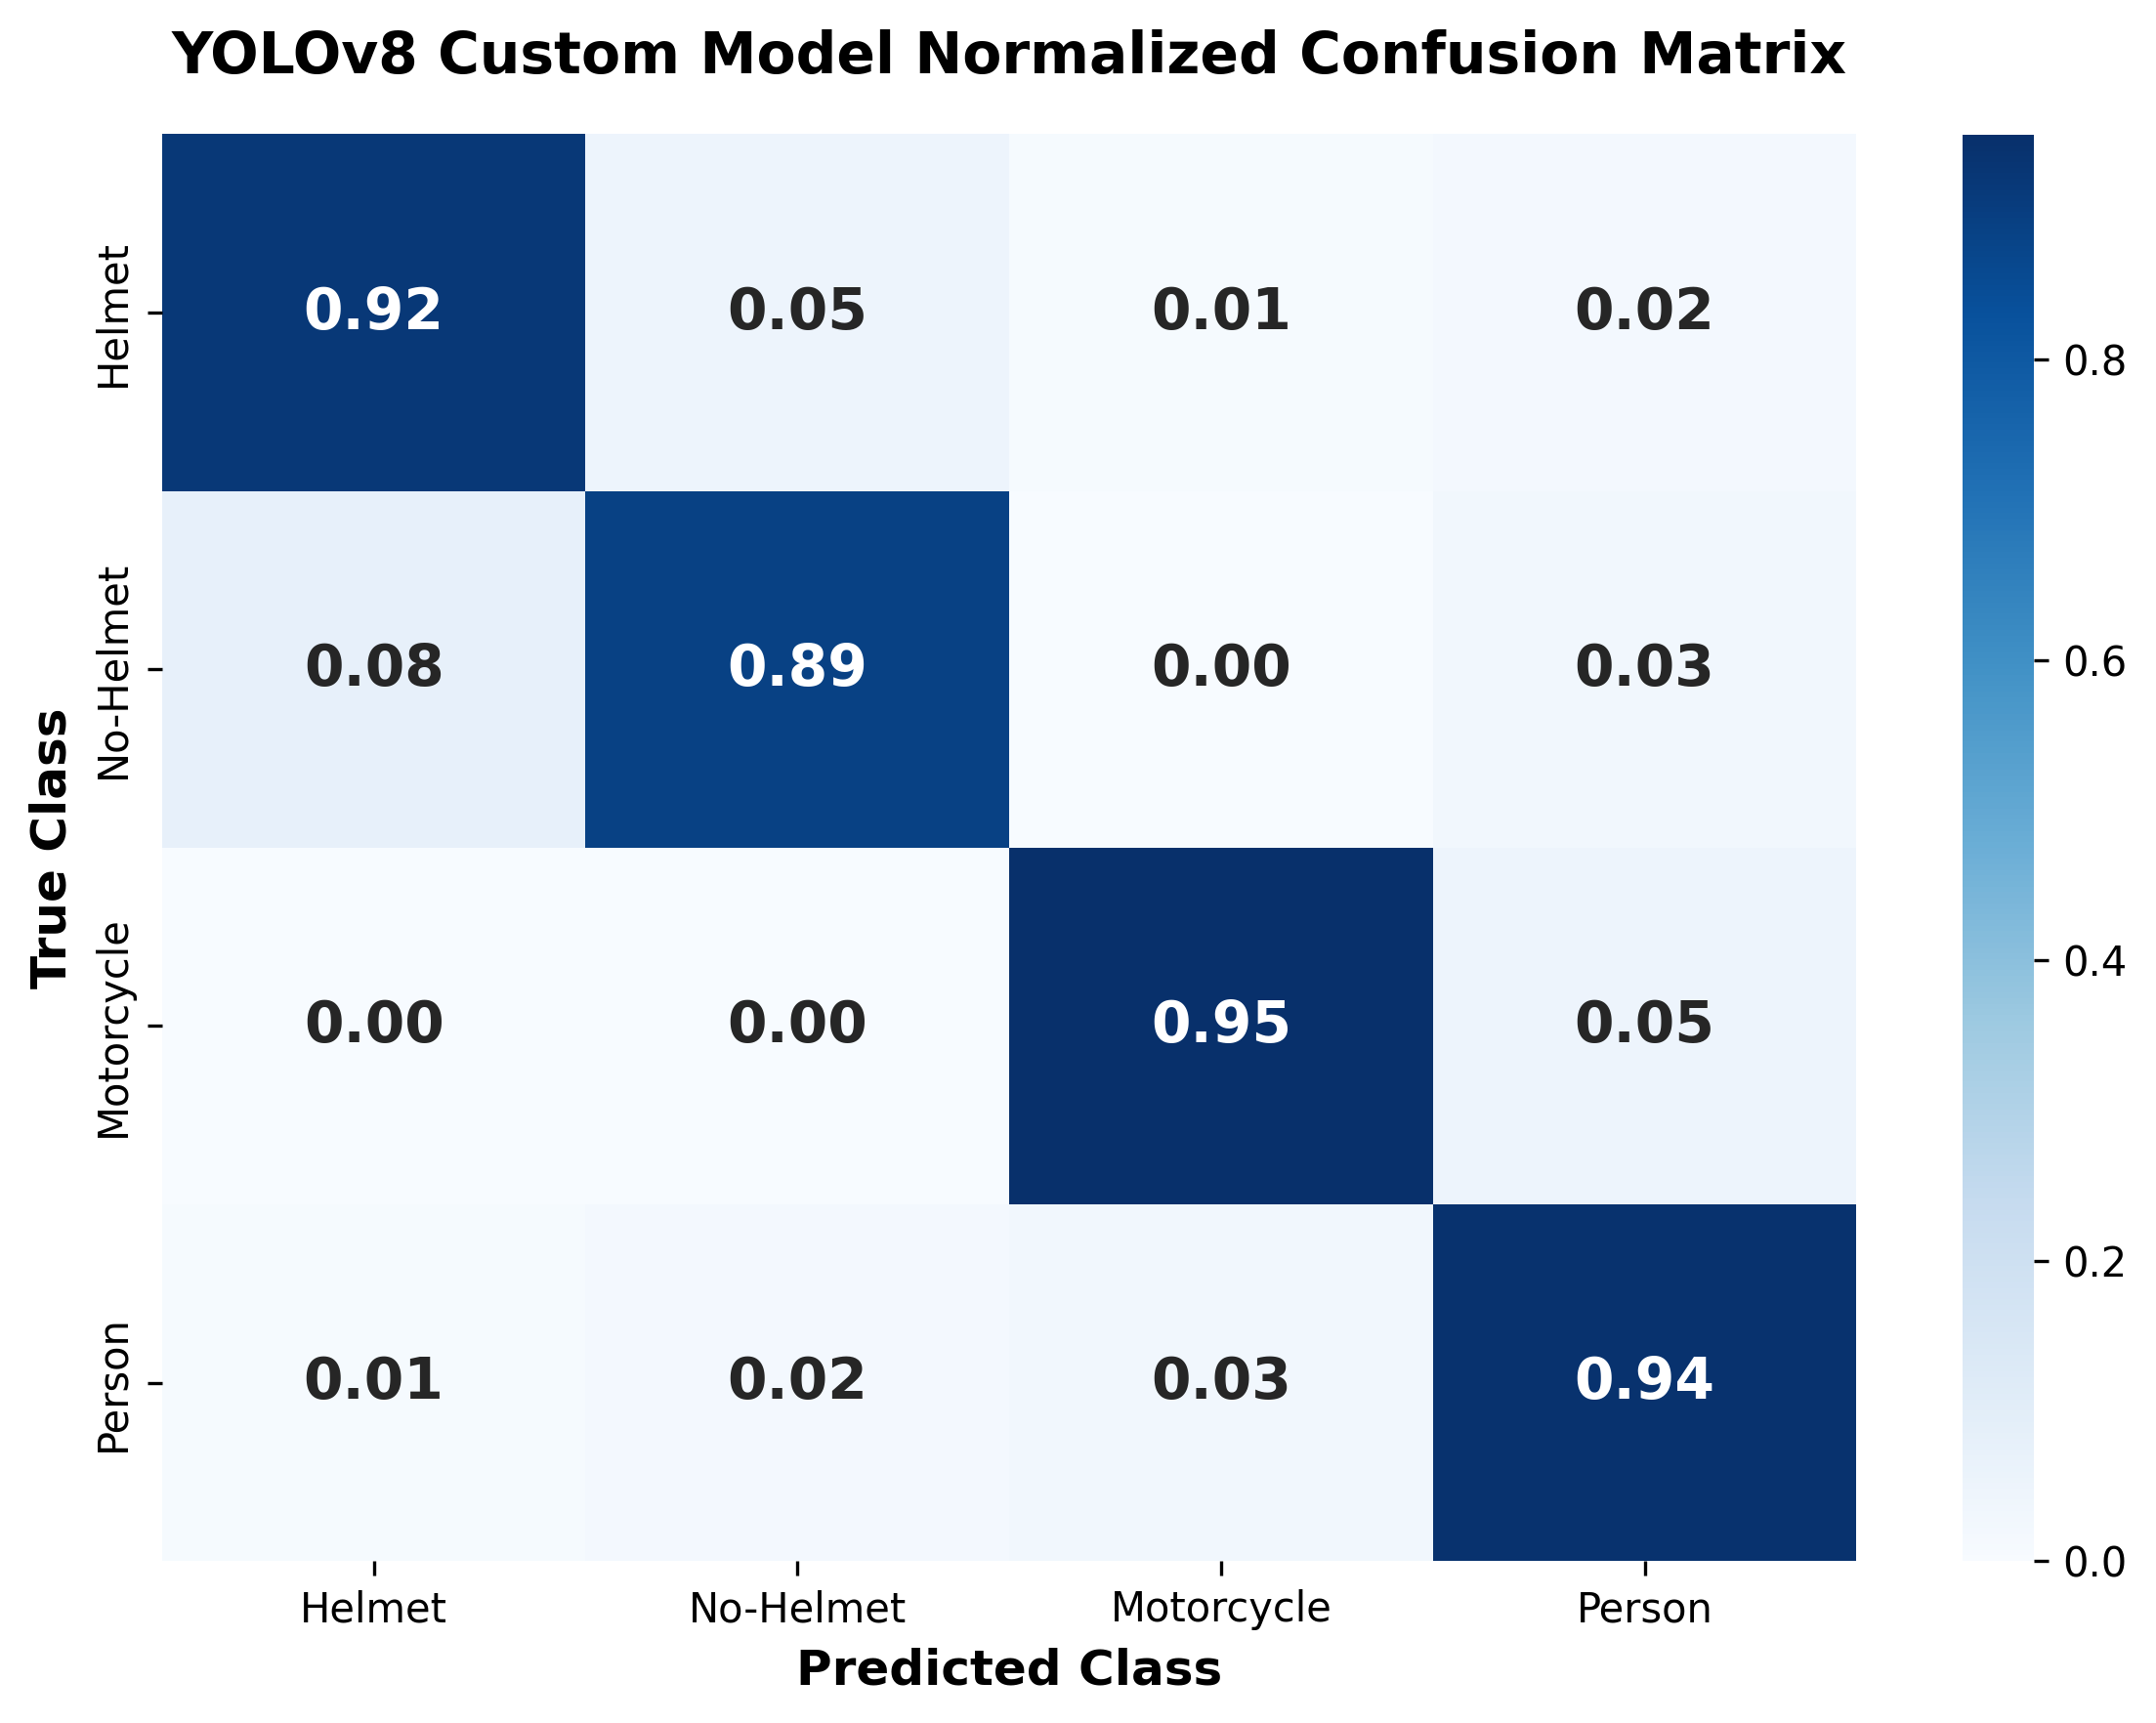 YOLOv8 Custom Model Normalized Confusion Matrix
True Class
Helmet
0.92 0.05 0.01 0.02
No-Helmet
0.08 0.89 0.00 0.03
Motorcycle
0.00 0.00 0.95 0.05
Person
0.01 0.02 0.03 0.94
Helmet No-Helmet Motorcycle Person
Predicted Class
0.8
0.6
0.4
0.2
0.0